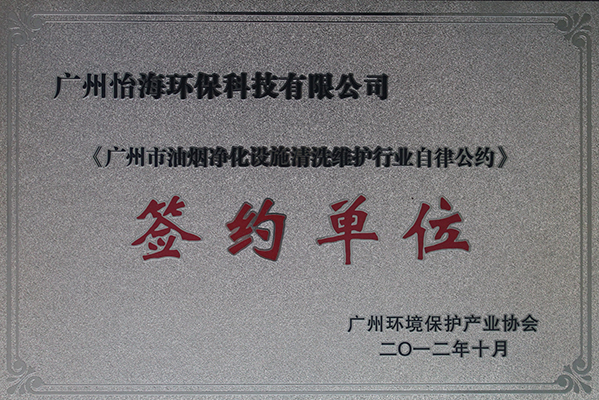 广州怡海环保科技有限公司
《广州市油烟净化设施清洗维护行业自律公约》
签约单位
广州环境保护产业协会
二〇一二年十月